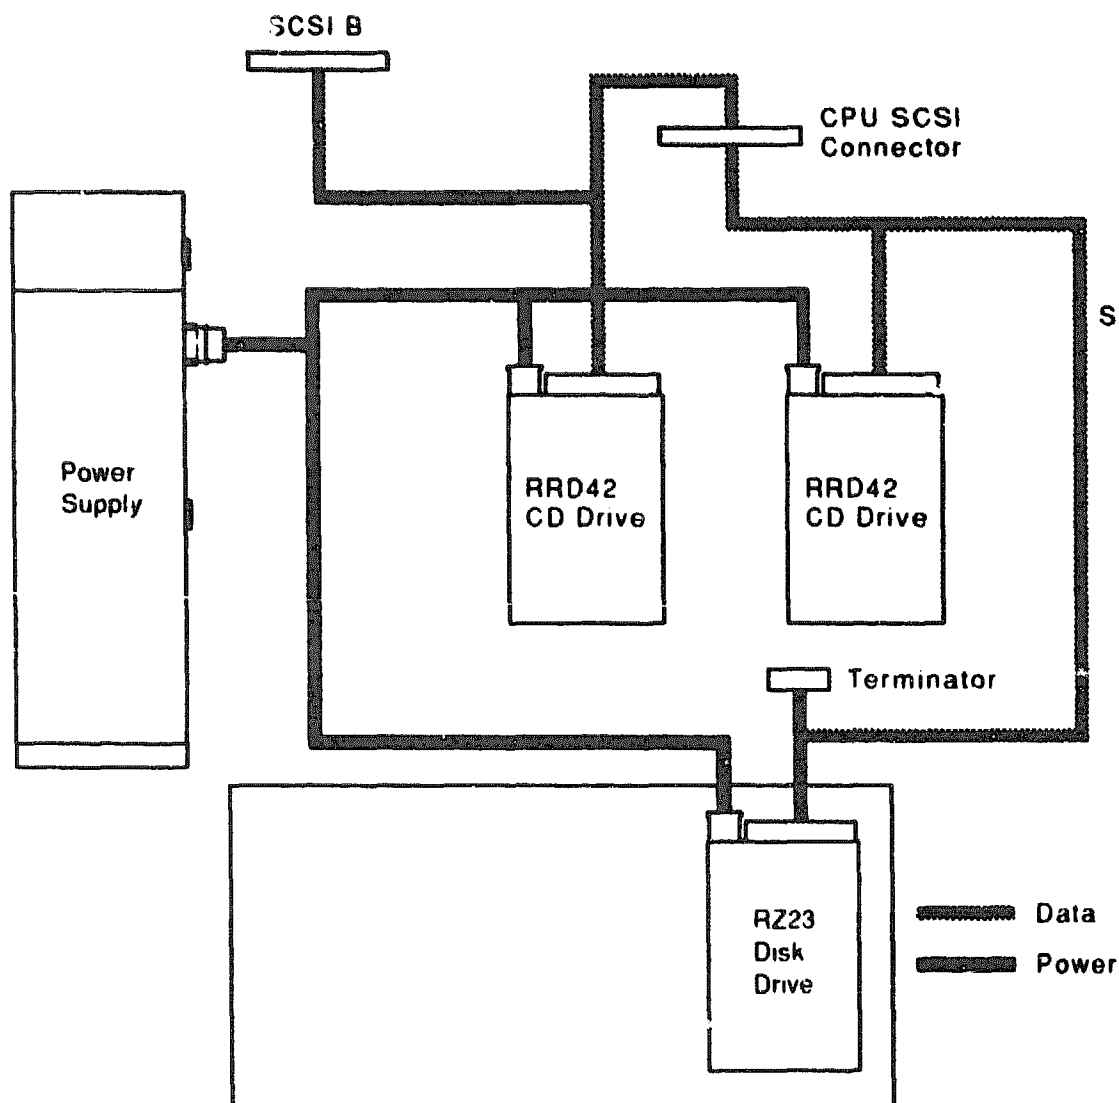 SCSI B
CPU SCSI
Connector
S
Power
Supply
RRD42
CD Drive
RRD42
CD Drive
Terminator
RZ23
Disk
Drive
Data
Power